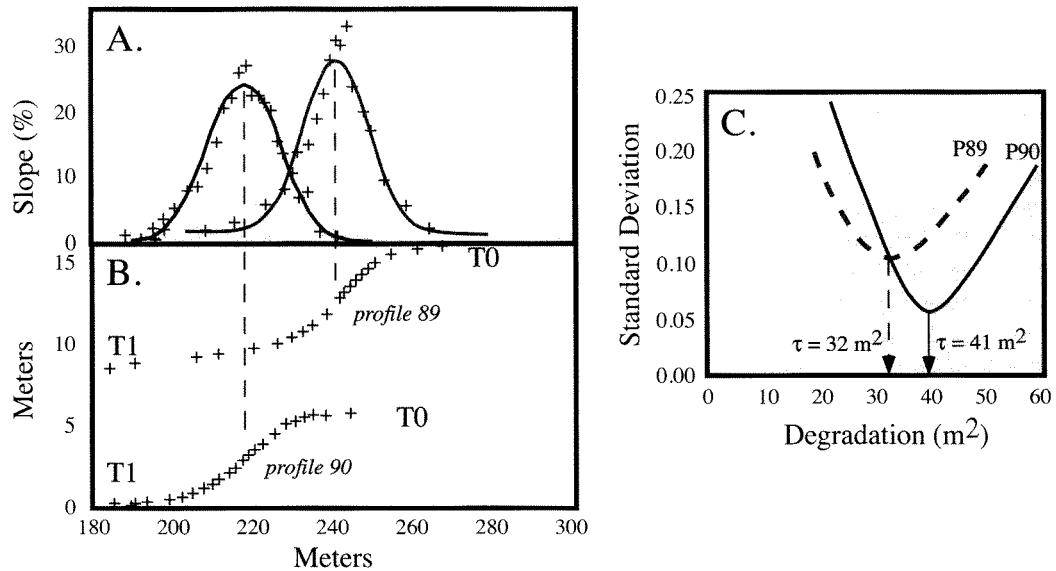 A.
Slope (%)
30
20
10
0
B.
T0
profile 89
T1
Meters
15
10
5
0
T0
profile 90
T1
180
200
220
240
260
280
300
Meters
C.
Standard Deviation
0.25
0.20
0.15
0.10
0.05
0.00
P89
P90
τ = 32 m²
τ = 41 m²
0
10
20
30
40
50
60
Degradation (m²)